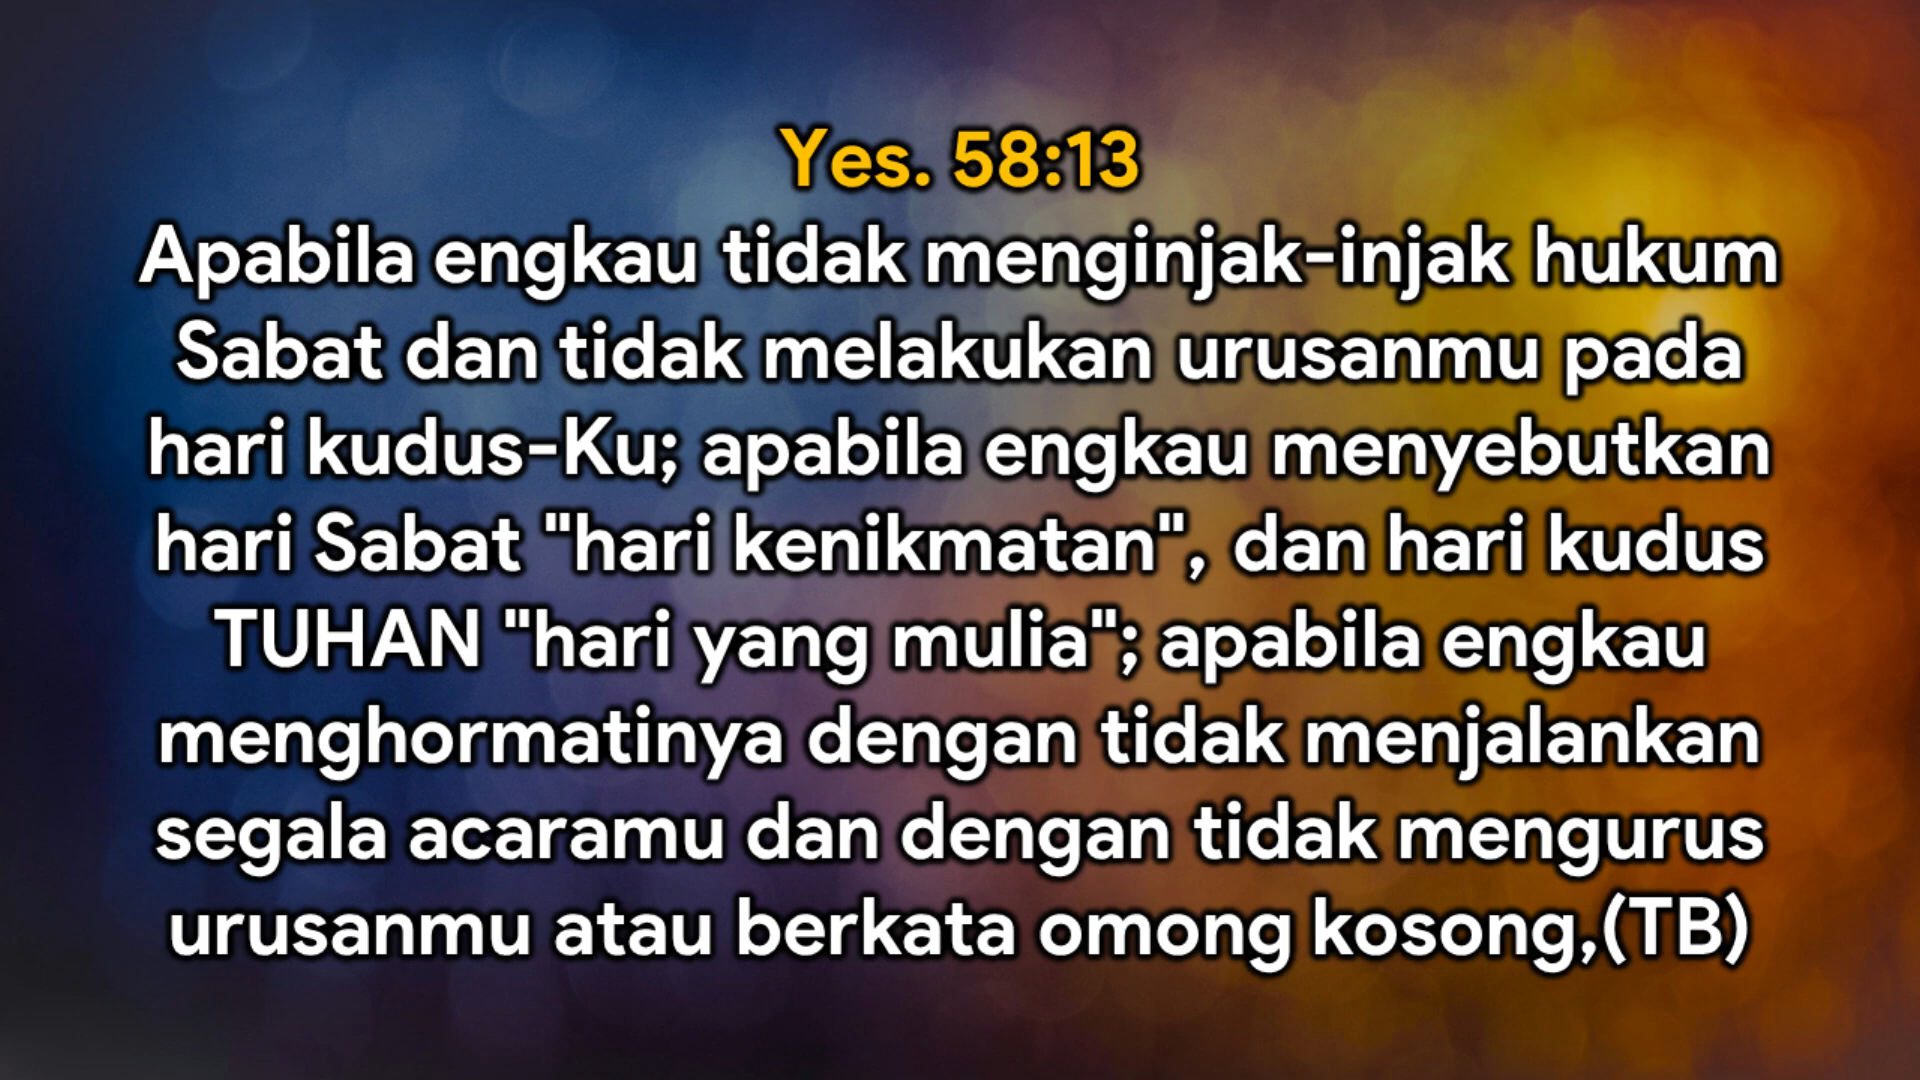 Yes. 58:13
Apabila engkau tidak menginjak-injak hukum
Sabat dan tidak melakukan urusanmu pada
hari kudus-Ku; apabila engkau menyebutkan
hari Sabat "hari kenikmatan", dan hari kudus
TUHAN "hari yang mulia"; apabila engkau
menghormatinya dengan tidak menjalankan
segala acaramu dan dengan tidak mengurus
urusanmu atau berkata omong kosong,(TB)